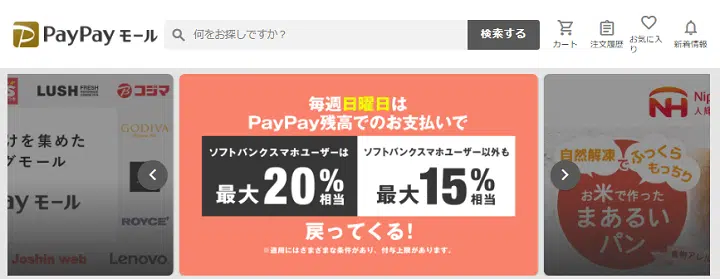 PayPayモール
何をお探しですか？
検索する
カート
注文履歴
お気に入
り
新着情報
LUSH FRESH HANDMADE COSMETICS
コジマ
GODIVA
けを集めた
グモール
ay モール
ROYCE'
Joshin web
Lenovo
毎週日曜日は
PayPay残高でのお支払いで
ソフトバンクスマホユーザーは
最大20%相当
ソフトバンクスマホユーザー以外も
最大15%相当
戻ってくる!
※適用にはさまざまな条件があり、付与上限があります。
NH
Nip
自然解凍でふっくら
もっちり
お米で作った
まあるい
パン